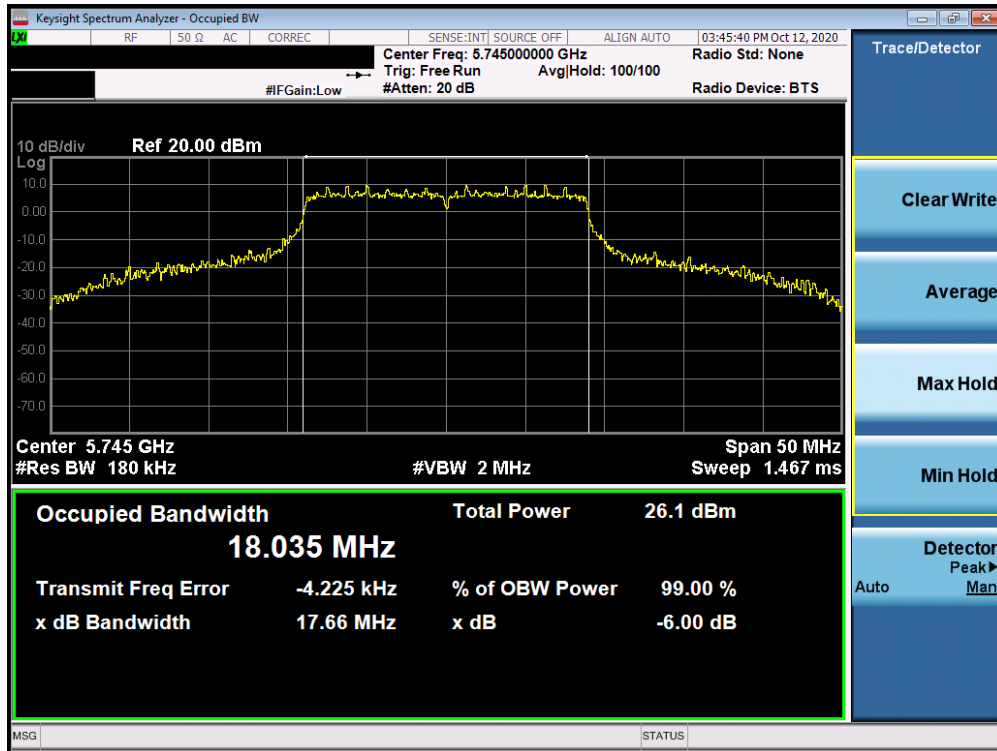 Keysight Spectrum Analyzer - Occupied BW
LXI RF 50 Ω AC CORREC SENSE:INT SOURCE OFF ALIGN AUTO 03:45:40 PM Oct 12, 2020
Center Freq: 5.745000000 GHz Radio Std: None
Trig: Free Run Avg|Hold: 100/100
#IFGain:Low #Atten: 20 dB Radio Device: BTS
10 dB/div Ref 20.00 dBm
Log
10.0
0.00
-10.0
-20.0
-30.0
-40.0
-50.0
-60.0
-70.0
Center 5.745 GHz Span 50 MHz
#Res BW 180 kHz #VBW 2 MHz Sweep 1.467 ms
Occupied Bandwidth Total Power 26.1 dBm
18.035 MHz
Transmit Freq Error -4.225 kHz % of OBW Power 99.00 %
x dB Bandwidth 17.66 MHz x dB -6.00 dB
MSG STATUS
Trace/Detector
Clear Write
Average
Max Hold
Min Hold
Detector
Peak▶
Auto Man